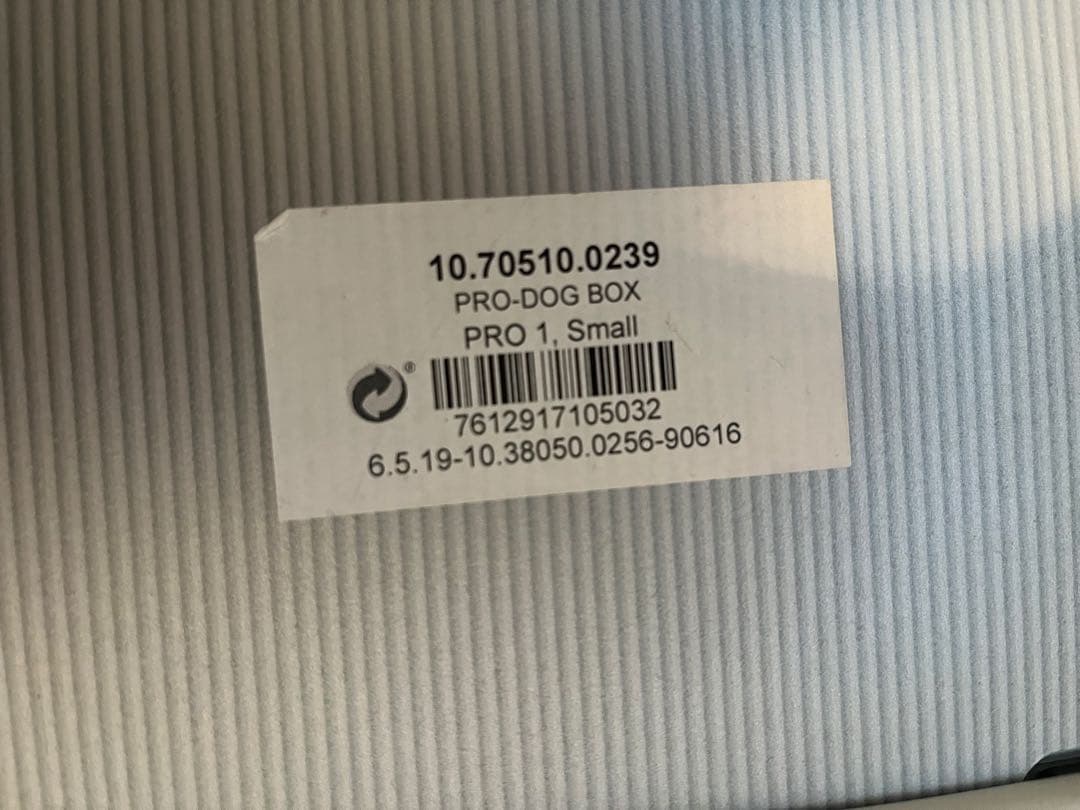 10.70510.0239
PRO-DOG BOX
PRO 1, Small
®
7612917105032
6.5.19-10.38050.0256-90616